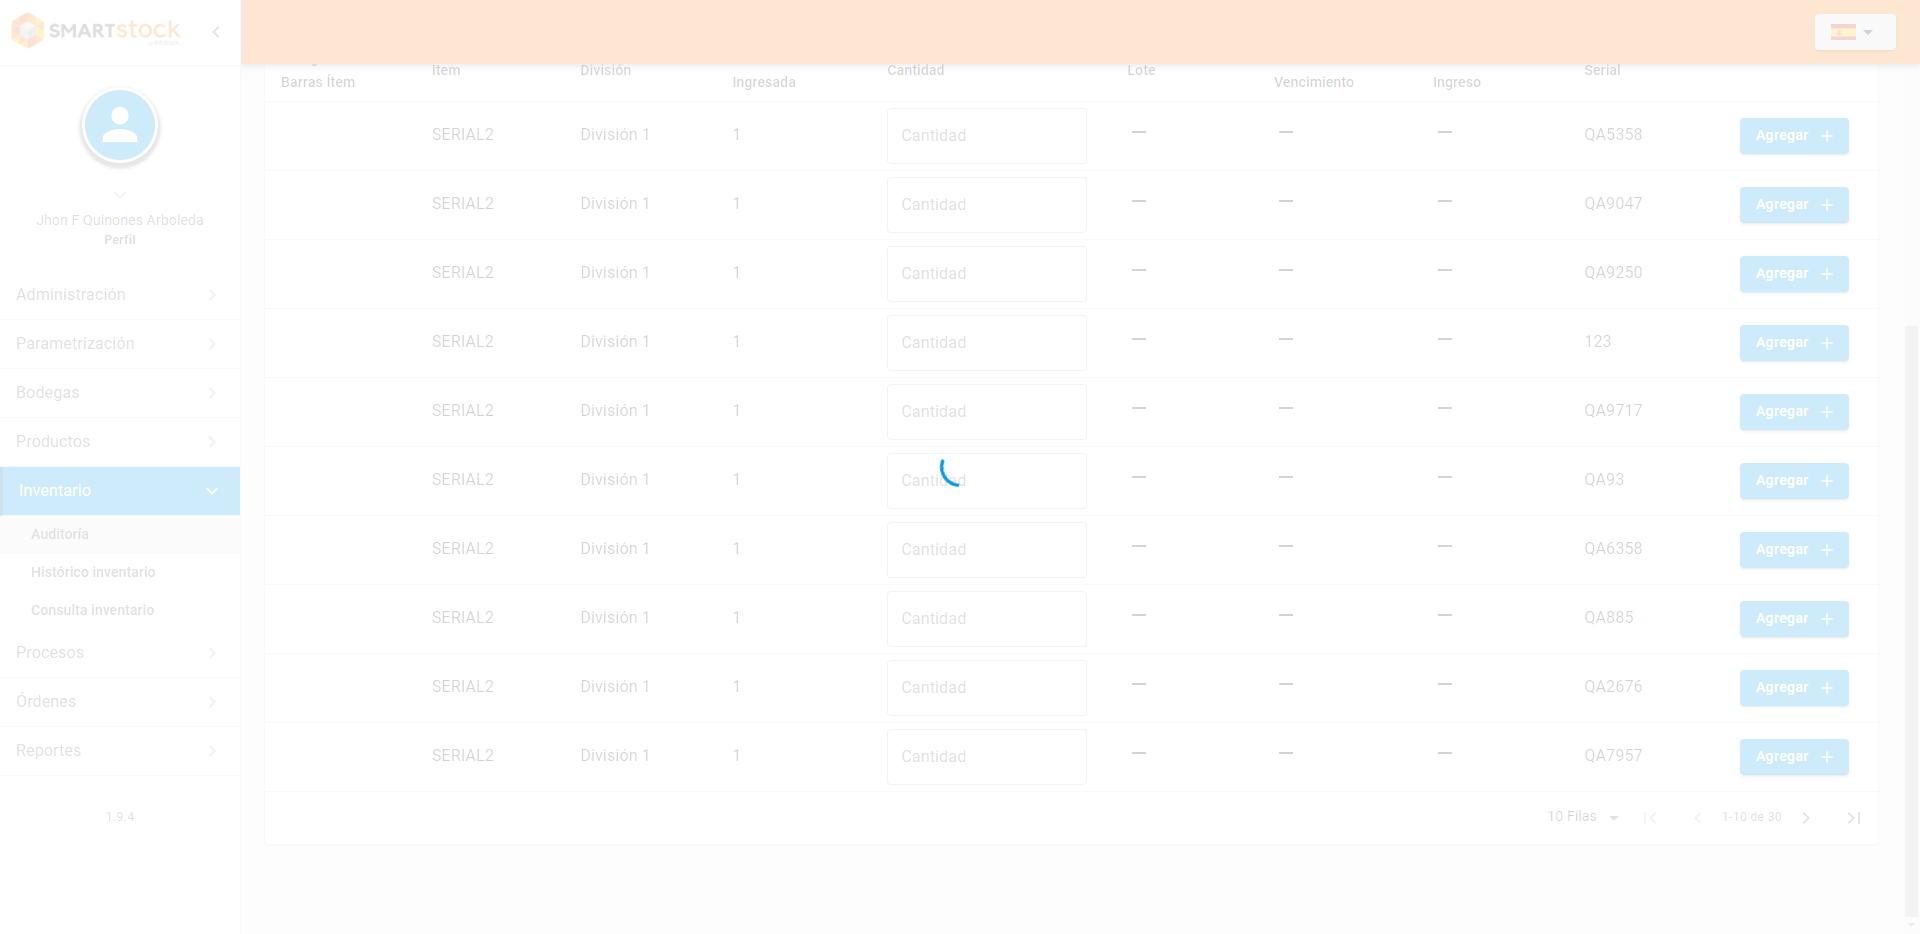 SMARTstock
Jhon F Quinones Arboleda
Perfil
Administración
Parametrización
Bodegas
Productos
Inventario
Auditoría
Histórico inventario
Consulta inventario
Procesos
Órdenes
Reportes
1.9.4
Barras Ítem Item División Ingresada Cantidad Lote Vencimiento Ingreso Serial
SERIAL2 División 1 1 Cantidad — — — QA5358 Agregar +
SERIAL2 División 1 1 Cantidad — — — QA9047 Agregar +
SERIAL2 División 1 1 Cantidad — — — QA9250 Agregar +
SERIAL2 División 1 1 Cantidad — — — 123 Agregar +
SERIAL2 División 1 1 Cantidad — — — QA9717 Agregar +
SERIAL2 División 1 1 Cantidad — — — QA93 Agregar +
SERIAL2 División 1 1 Cantidad — — — QA6358 Agregar +
SERIAL2 División 1 1 Cantidad — — — QA885 Agregar +
SERIAL2 División 1 1 Cantidad — — — QA2676 Agregar +
SERIAL2 División 1 1 Cantidad — — — QA7957 Agregar +
10 Filas 1-10 de 30